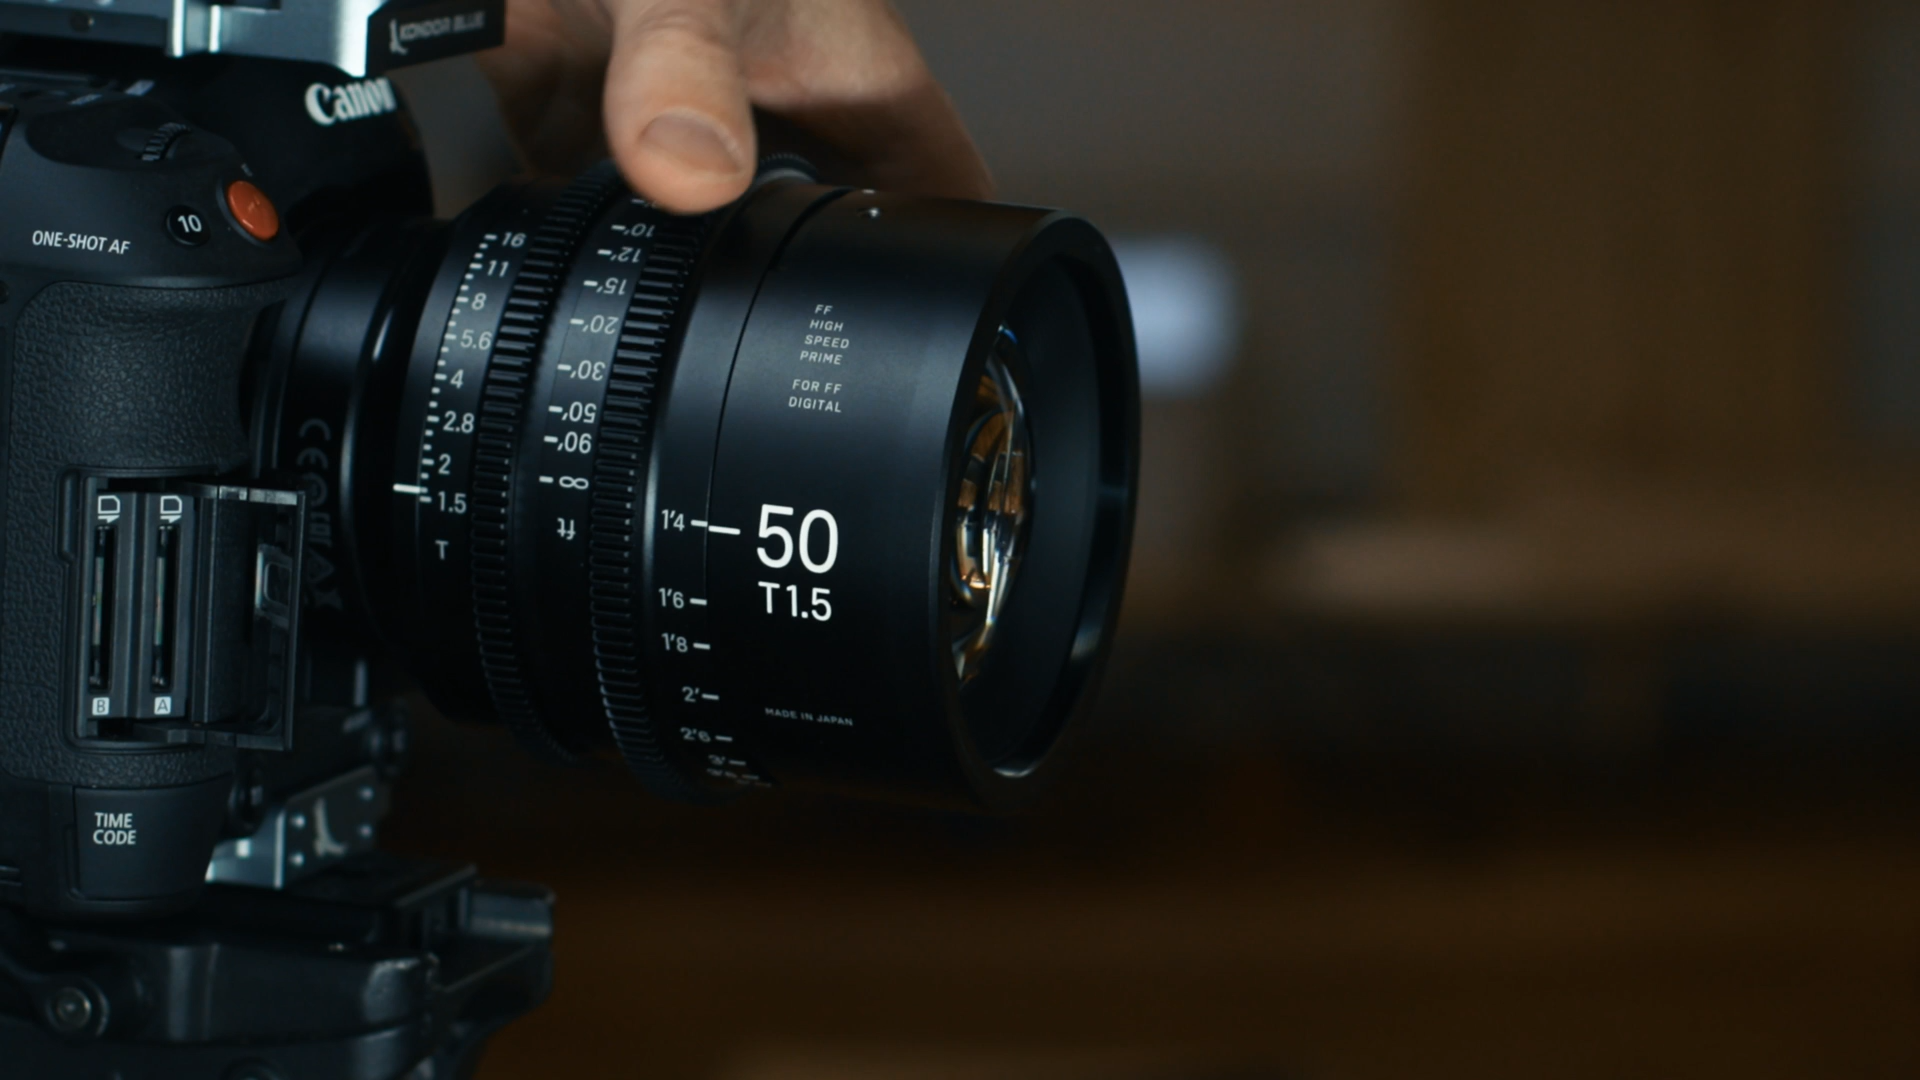 KONDOR BLUE
Canon
10
ONE-SHOT AF
16
11
8
5.6
4
2.8
2
1.5
T
10'
12'
15'
20'
30'
50'
90'
∞
ft
FF
HIGH
SPEED
PRIME
FOR FF
DIGITAL
1'4
50
T1.5
1'6
1'8
2'
2'6
3'
MADE IN JAPAN
B
A
TIME
CODE
CE